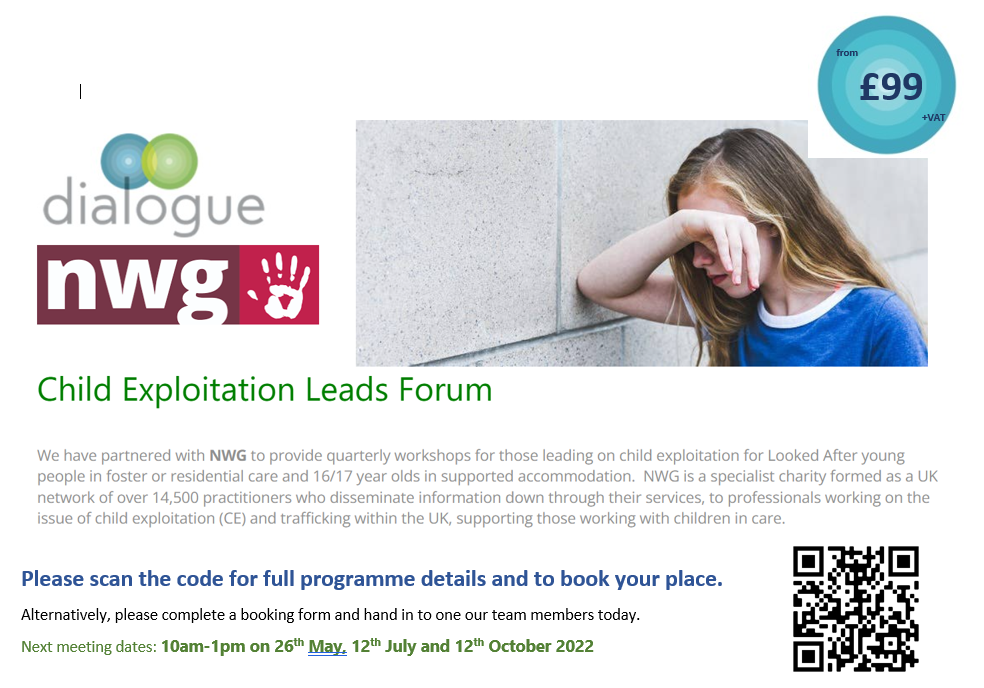 from
£99
+VAT
dialogue
nwg
Child Exploitation Leads Forum
We have partnered with NWG to provide quarterly workshops for those leading on child exploitation for Looked After young
people in foster or residential care and 16/17 year olds in supported accommodation. NWG is a specialist charity formed as a UK
network of over 14,500 practitioners who disseminate information down through their services, to professionals working on the
issue of child exploitation (CE) and trafficking within the UK, supporting those working with children in care.
Please scan the code for full programme details and to book your place.
Alternatively, please complete a booking form and hand in to one our team members today.
Next meeting dates: 10am-1pm on 26th May, 12th July and 12th October 2022